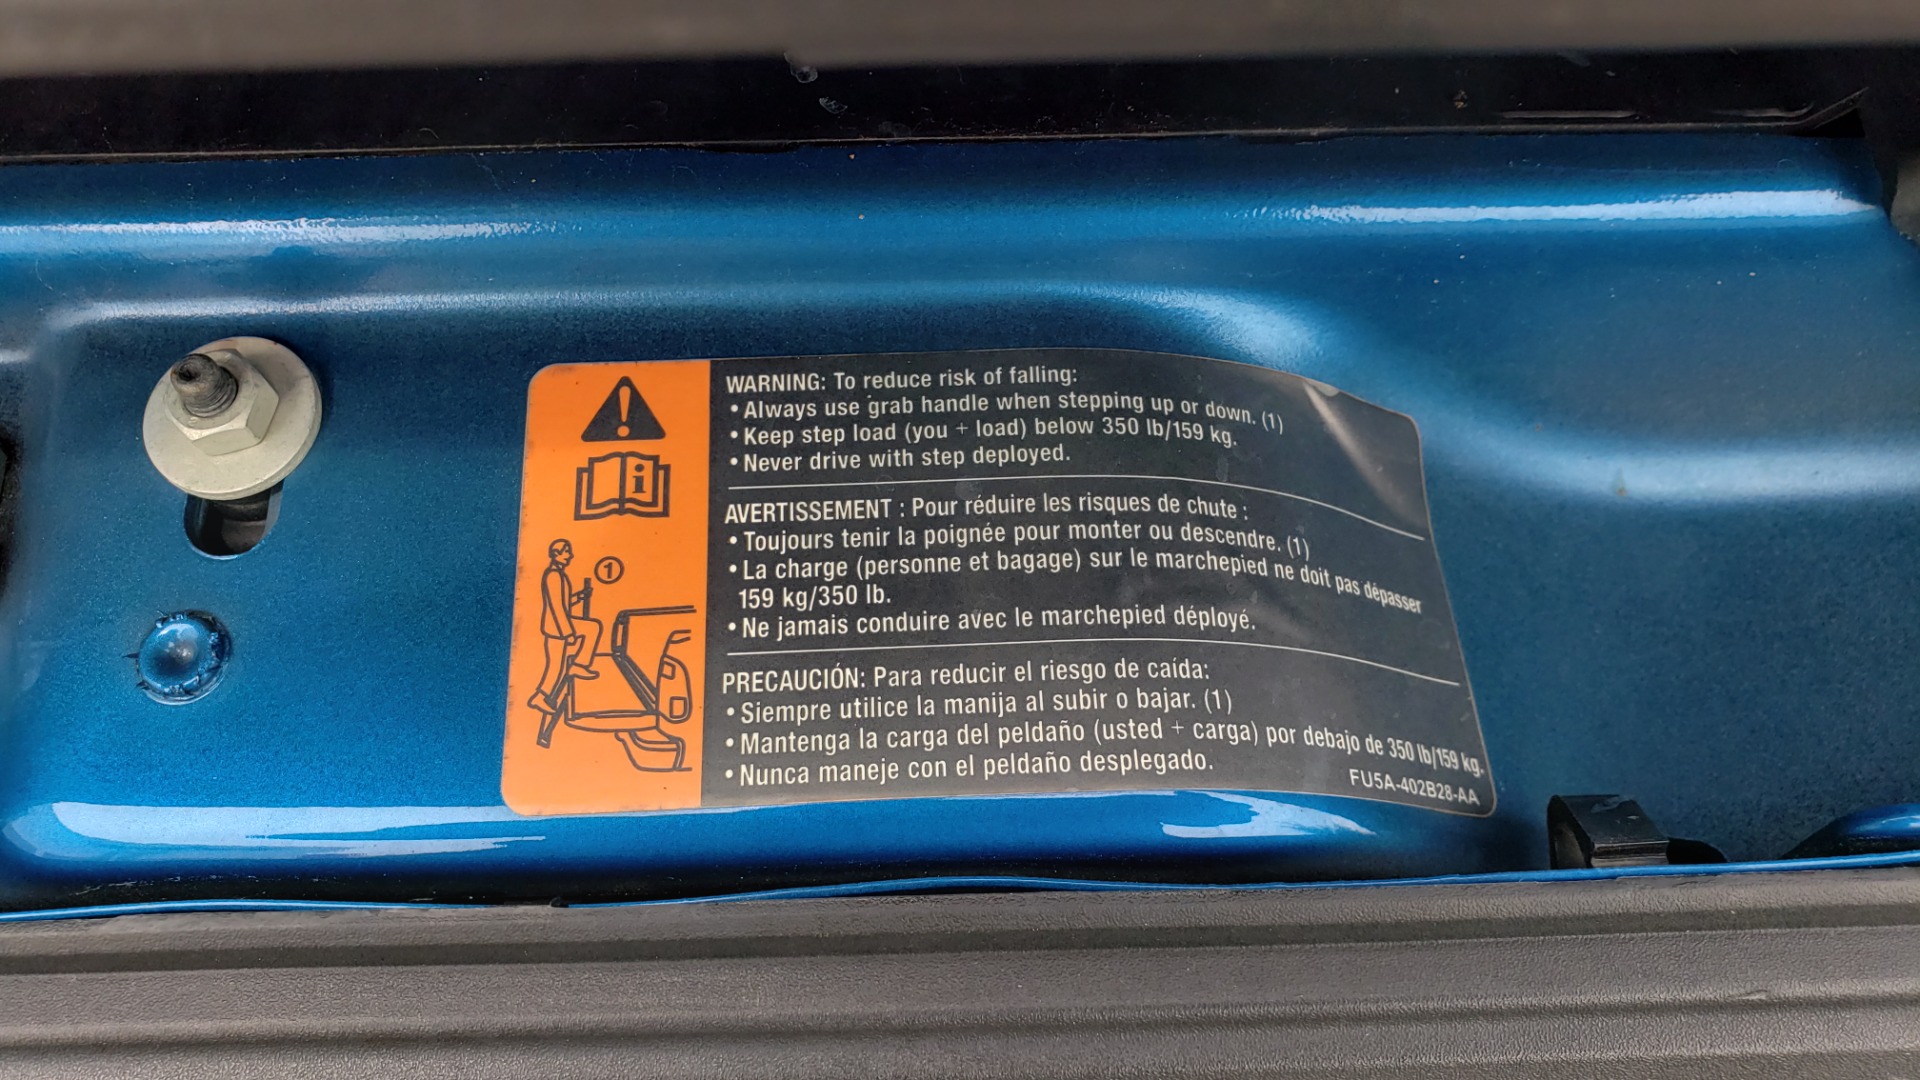 WARNING: To reduce risk of falling:
• Always use grab handle when stepping up or down. (1)
• Keep step load (you + load) below 350 lb/159 kg.
• Never drive with step deployed.
AVERTISSEMENT : Pour réduire les risques de chute :
• Toujours tenir la poignée pour monter ou descendre. (1)
• La charge (personne et bagage) sur le marchepied ne doit pas dépasser
159 kg/350 lb.
• Ne jamais conduire avec le marchepied déployé.
1
PRECAUCIÓN: Para reducir el riesgo de caída:
• Siempre utilice la manija al subir o bajar. (1)
• Mantenga la carga del peldaño (usted + carga) por debajo de 350 lb/159 kg.
• Nunca maneje con el peldaño desplegado.
FU5A-402B28-AA